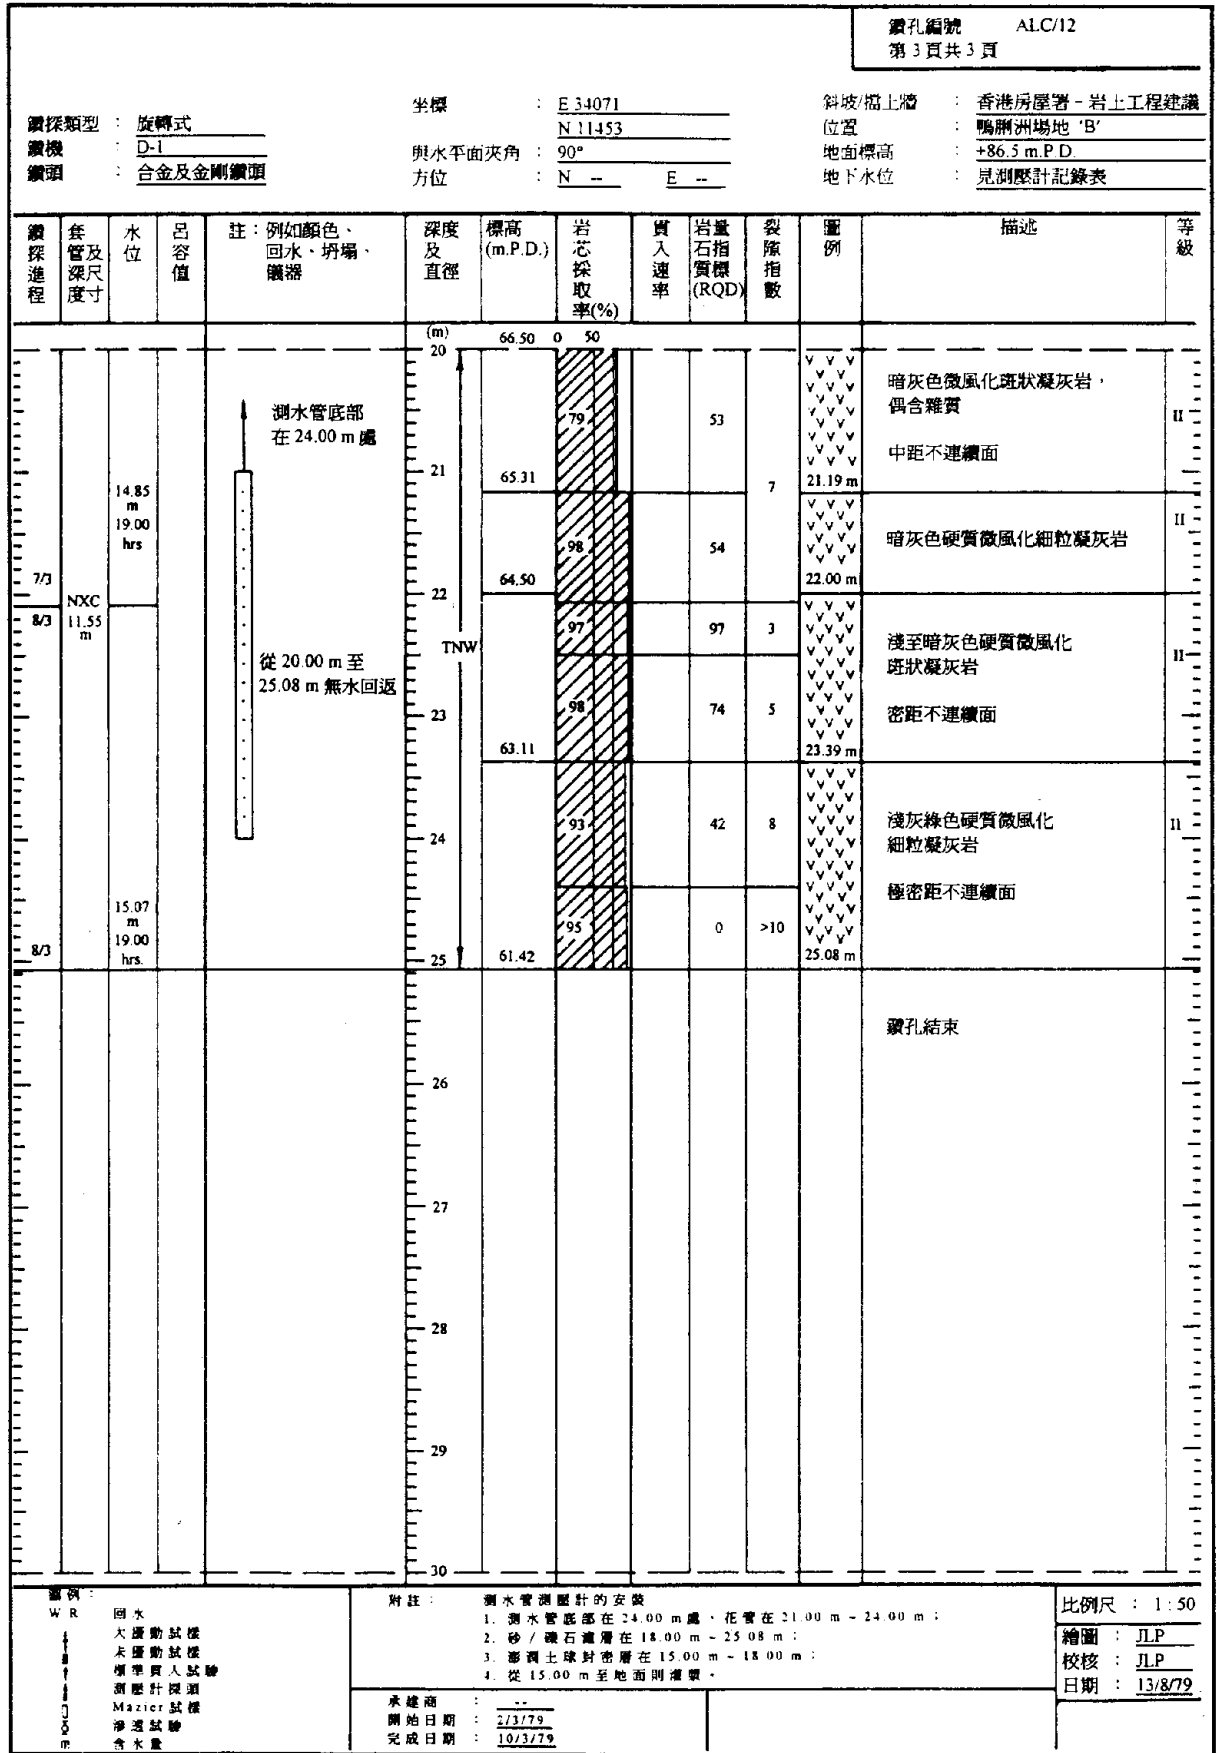 鑽孔編號 ALC/12
第 3 頁共 3 頁
鑽探類型 : 旋轉式
鑽機 : D-1
鑽頭 : 合金及金剛鑽頭
坐標 : E 34071
N 11453
與水平面夾角 : 90°
方位 : N -- E --
斜坡/擋土牆 : 香港房屋署 - 岩土工程建議
位置 : 鴨脷洲場地 'B'
地面標高 : +86.5 m.P.D.
地下水位 : 見測壓計記錄表
鑽探進程
套管及深尺度寸
水位
呂容值
註：例如顏色、
回水、坍塌、
儀器
深度
及
直徑
標高
(m.P.D.)
岩芯採取率(%)
貫入速率
岩量
石指
質標
(RQD)
裂隙指數
圖例
描述
等級
(m)
66.50 0 50
20
測水管底部
在 24.00 m 處
79
53
暗灰色微風化斑狀凝灰岩，
偶含雜質
II
中距不連續面
21
65.31
7
21.19 m
14.85
m
19.00
hrs
98
54
暗灰色硬質微風化細粒凝灰岩
II
7/3
22
64.50
22.00 m
8/3
NXC
11.55
m
TNW
97
97
3
淺至暗灰色硬質微風化
斑狀凝灰岩
II
從 20.00 m 至
25.08 m 無水回返
98
74
5
密距不連續面
23
63.11
23.39 m
93
42
8
淺灰綠色硬質微風化
細粒凝灰岩
II
24
極密距不連續面
15.07
m
19.00
hrs.
95
0
>10
8/3
25
61.42
25.08 m
鑽孔結束
26
27
28
29
30
圖例 :
W R 回水
大擾動試樣
未擾動試樣
標準貫入試驗
測壓計探頭
Mazier 試樣
滲透試驗
m 含水量
附註 : 測水管測壓計的安裝
1. 測水管底部在 24.00 m 處、花管在 21.00 m ~ 24.00 m ;
2. 砂 / 礫石濾層在 18.00 m ~ 25.08 m ;
3. 澎潤土球封密層在 15.00 m ~ 18.00 m ;
4. 從 15.00 m 至地面則灌漿。
承建商 : --
開始日期 : 2/3/79
完成日期 : 10/3/79
比例尺 : 1 : 50
繪圖 : JLP
校核 : JLP
日期 : 13/8/79